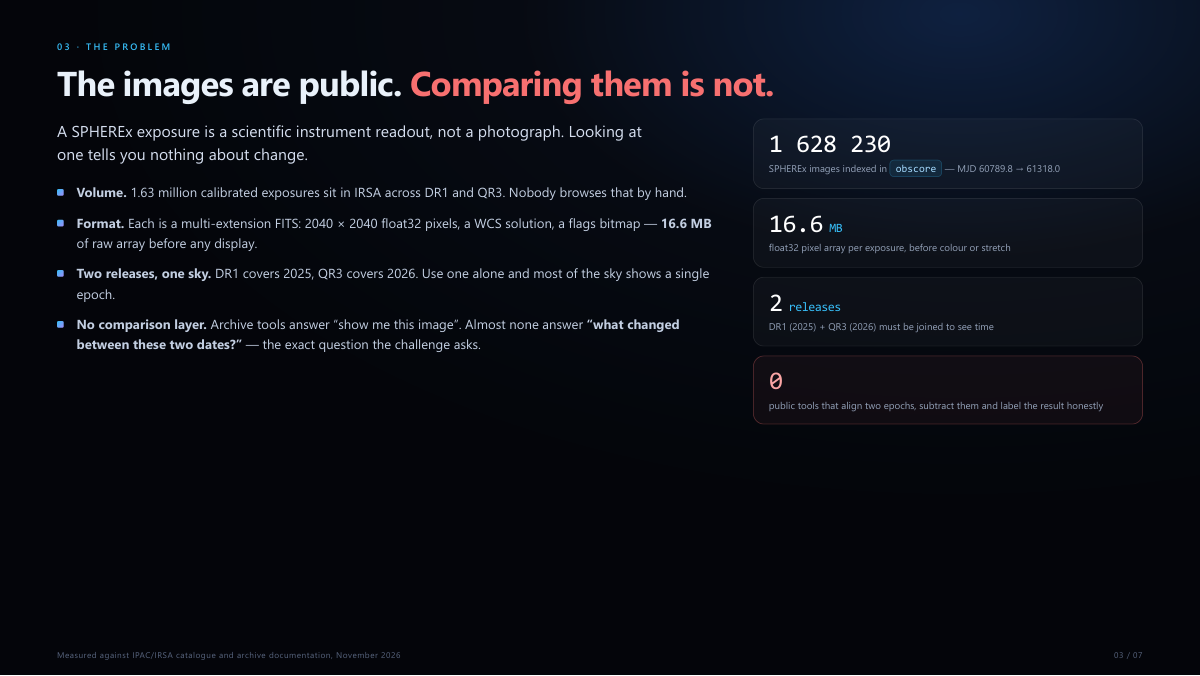 03 · THE PROBLEM
The images are public. Comparing them is not.
A SPHEREx exposure is a scientific instrument readout, not a photograph. Looking at
one tells you nothing about change.
Volume. 1.63 million calibrated exposures sit in IRSA across DR1 and QR3. Nobody browses that by hand.
Format. Each is a multi-extension FITS: 2040 × 2040 float32 pixels, a WCS solution, a flags bitmap — 16.6 MB
of raw array before any display.
Two releases, one sky. DR1 covers 2025, QR3 covers 2026. Use one alone and most of the sky shows a single
epoch.
No comparison layer. Archive tools answer “show me this image”. Almost none answer “what changed
between these two dates?” — the exact question the challenge asks.
1 628 230
SPHEREx images indexed in obscore — MJD 60789.8 → 61318.0
16.6 MB
float32 pixel array per exposure, before colour or stretch
2 releases
DR1 (2025) + QR3 (2026) must be joined to see time
0
public tools that align two epochs, subtract them and label the result honestly
Measured against IPAC/IRSA catalogue and archive documentation, November 2026
03 / 07